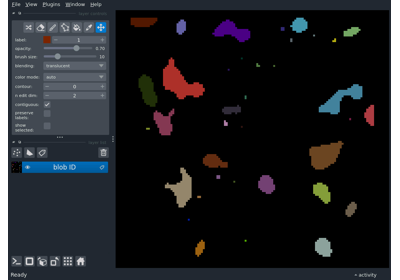 File View Plugins Window Help
label: 1
opacity: 0.70
brush size: 10
blending: translucent
color mode: auto
contour: 0
n edit dim: 2
contiguous:
preserve
labels:
show
selected:
blob ID
Ready
activity